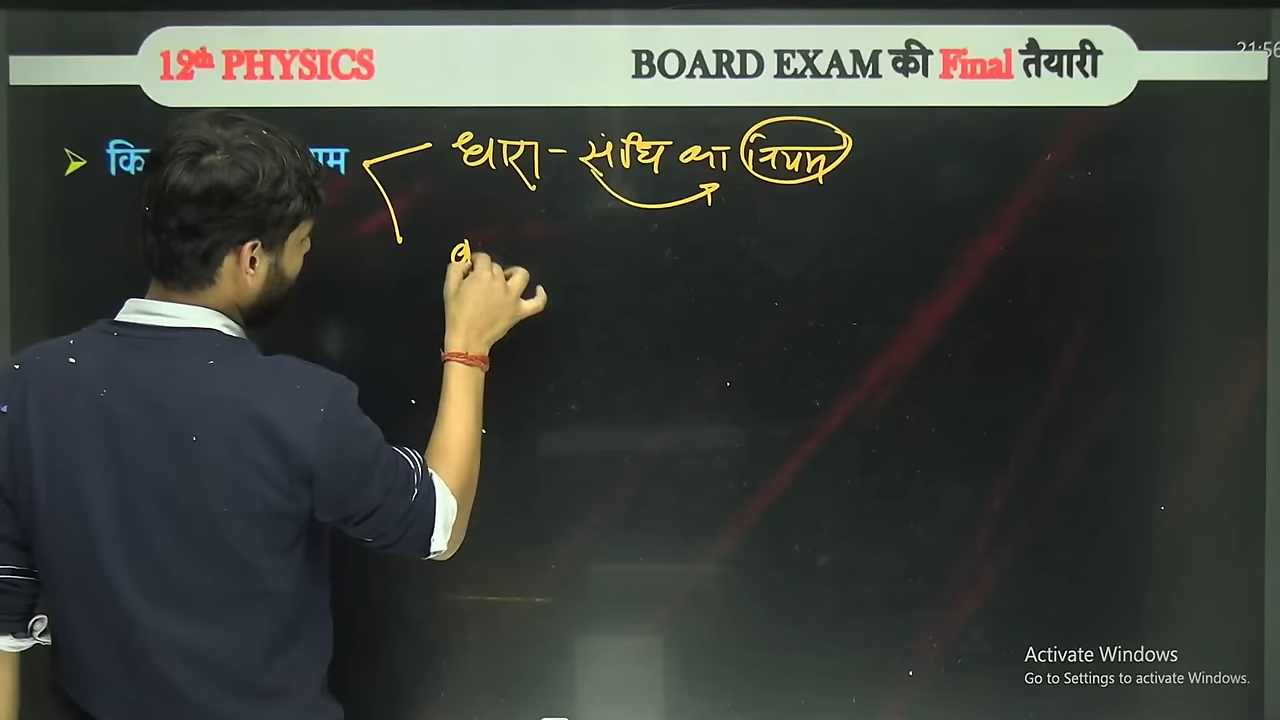 12th PHYSICS
BOARD EXAM की Final तैयारी
21:56
धारा - संधि का नियम
Activate Windows
Go to Settings to activate Windows.